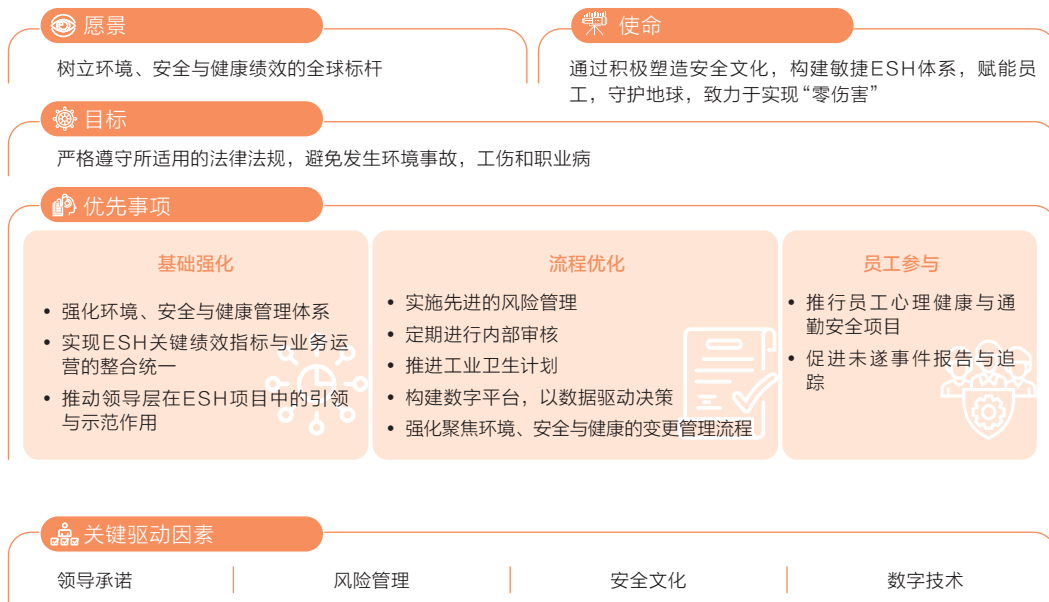 愿景
树立环境、安全与健康绩效的全球标杆
使命
通过积极塑造安全文化，构建敏捷ESH体系，赋能员
工，守护地球，致力于实现“零伤害”
目标
严格遵守所适用的法律法规，避免发生环境事故，工伤和职业病
优先事项
基础强化
• 强化环境、安全与健康管理体系
• 实现ESH关键绩效指标与业务运
营的整合统一
• 推动领导层在ESH项目中的引领
与示范作用
流程优化
• 实施先进的风险管理
• 定期进行内部审核
• 推进工业卫生计划
• 构建数字平台，以数据驱动决策
• 强化聚焦环境、安全与健康的变更管理流程
员工参与
• 推行员工心理健康与通
勤安全项目
• 促进未遂事件报告与追
踪
关键驱动因素
领导承诺
风险管理
安全文化
数字技术